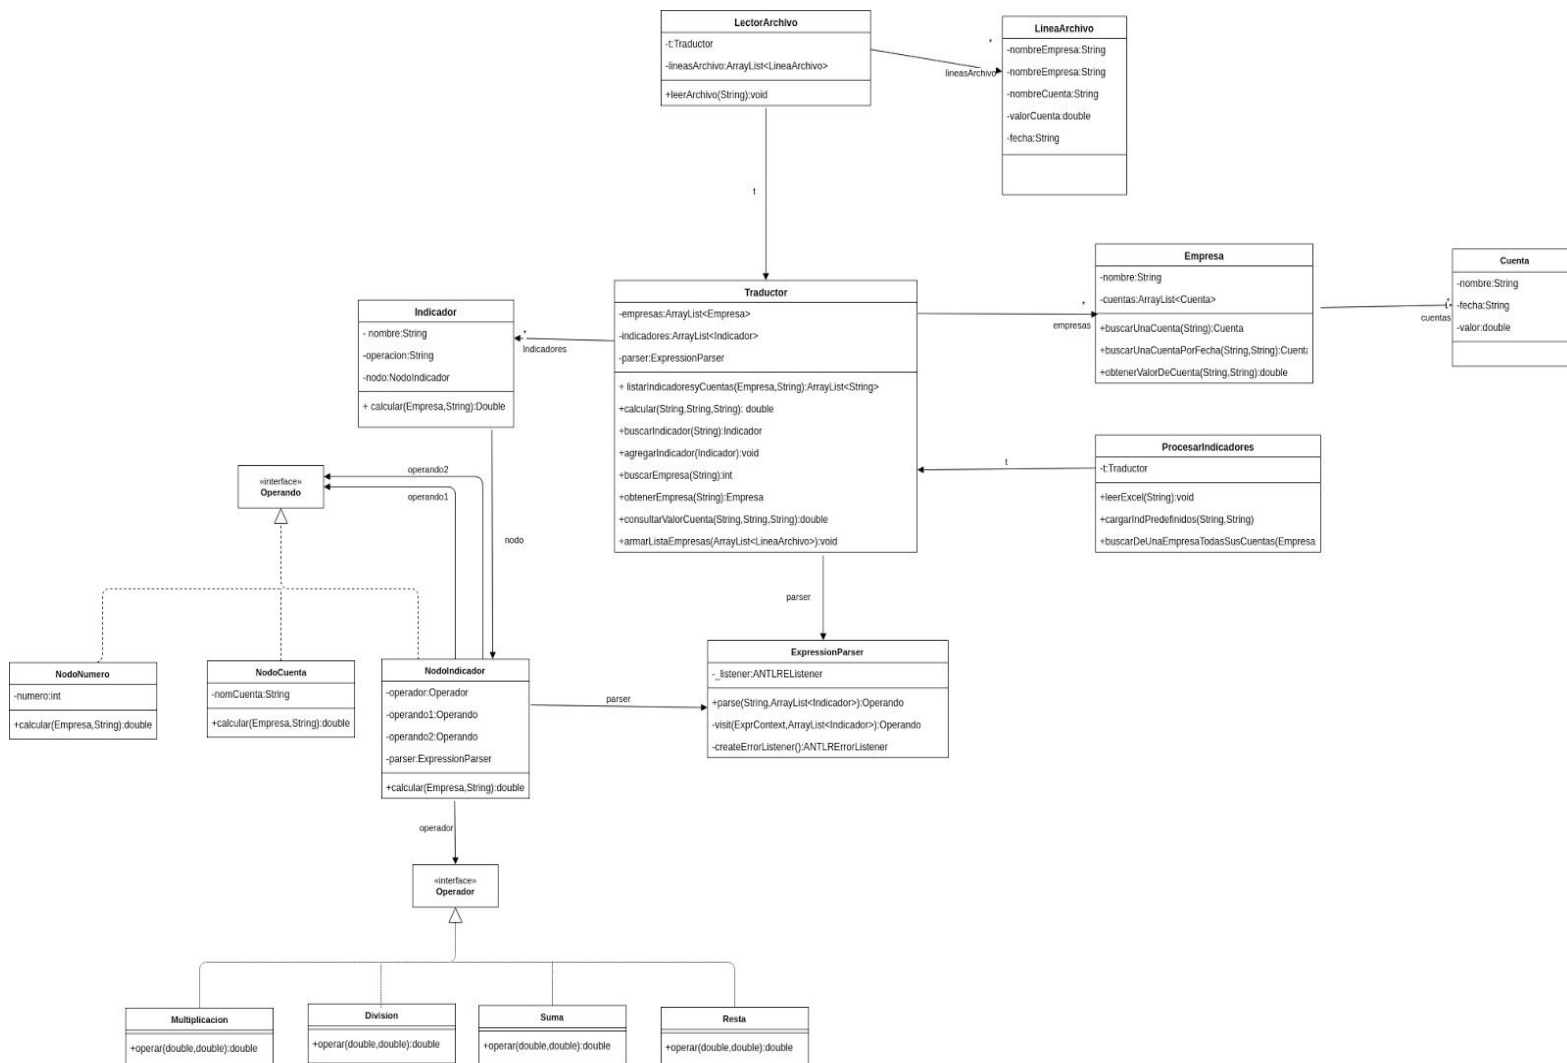 LectorArchivo
-t:Traductor
-lineasArchivo:ArrayList<LineaArchivo>
+leerArchivo(String):void
*
lineasArchivo
LineaArchivo
-nombreEmpresa:String
-nombreEmpresa:String
-nombreCuenta:String
-valorCuenta:double
-fecha:String
t
Traductor
-empresas:ArrayList<Empresa>
-indicadores:ArrayList<Indicador>
-parser:ExpressionParser
+ listarIndicadoresyCuentas(Empresa,String):ArrayList<String>
+calcular(String,String,String): double
+buscarIndicador(String):Indicador
+agregarIndicador(Indicador):void
+buscarEmpresa(String):int
+obtenerEmpresa(String):Empresa
+consultarValorCuenta(String,String,String):double
+armarListaEmpresas(ArrayList<LineaArchivo>):void
*
empresas
Empresa
-nombre:String
-cuentas:ArrayList<Cuenta>
+buscarUnaCuenta(String):Cuenta
+buscarUnaCuentaPorFecha(String,String):Cuenta
+obtenerValorDeCuenta(String,String):double
*
cuentas
Cuenta
-nombre:String
-fecha:String
-valor:double
Indicador
- nombre:String
-operacion:String
-nodo:NodoIndicador
+ calcular(Empresa,String):Double
*
Indicadores
ProcesarIndicadores
-t:Traductor
+leerExcel(String):void
+cargarIndPredefinidos(String,String)
+buscarDeUnaEmpresaTodasSusCuentas(Empresa
t
«interface»
Operando
operando2
operando1
nodo
parser
NodoNumero
-numero:int
+calcular(Empresa,String):double
NodoCuenta
-nomCuenta:String
+calcular(Empresa,String):double
NodoIndicador
-operador:Operador
-operando1:Operando
-operando2:Operando
-parser:ExpressionParser
+calcular(Empresa,String):double
parser
ExpressionParser
-_listener:ANTLREListener
+parse(String,ArrayList<Indicador>):Operando
-visit(ExprContext,ArrayList<Indicador>):Operando
-createErrorListener():ANTLRErrorListener
operador
«interface»
Operador
Multiplicacion
+operar(double,double):double
Division
+operar(double,double):double
Suma
+operar(double,double):double
Resta
+operar(double,double):double